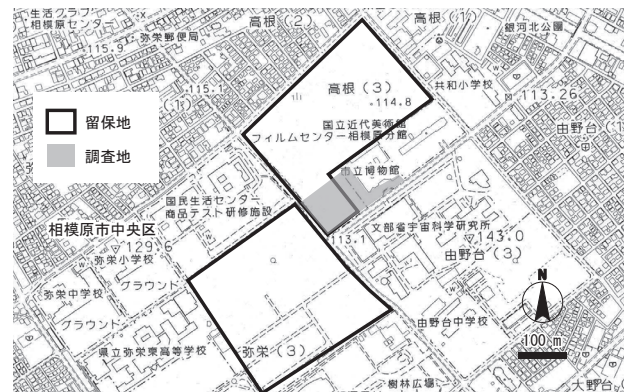 生活クラブ
相模原センター
高根(2)
高根(1)
銀河北公園
弥栄郵便局
115.9
115.1
高根(3)
114.8
共和小学校
113.26
国立近代美術館
フィルムセンター相模原分館
由野台(1
留保地
調査地
市立博物館
国民生活センター
商品テスト研修施設
相模原市中央区
129.6
113.1
文部省宇宙科学研究所
143.0
由野台(3)
弥栄小学校
グラウンド
弥栄中学校
グラウンド
N
100 m
由野台中学校
県立弥栄東高等学校
弥栄(3)
樹林広場
大野台